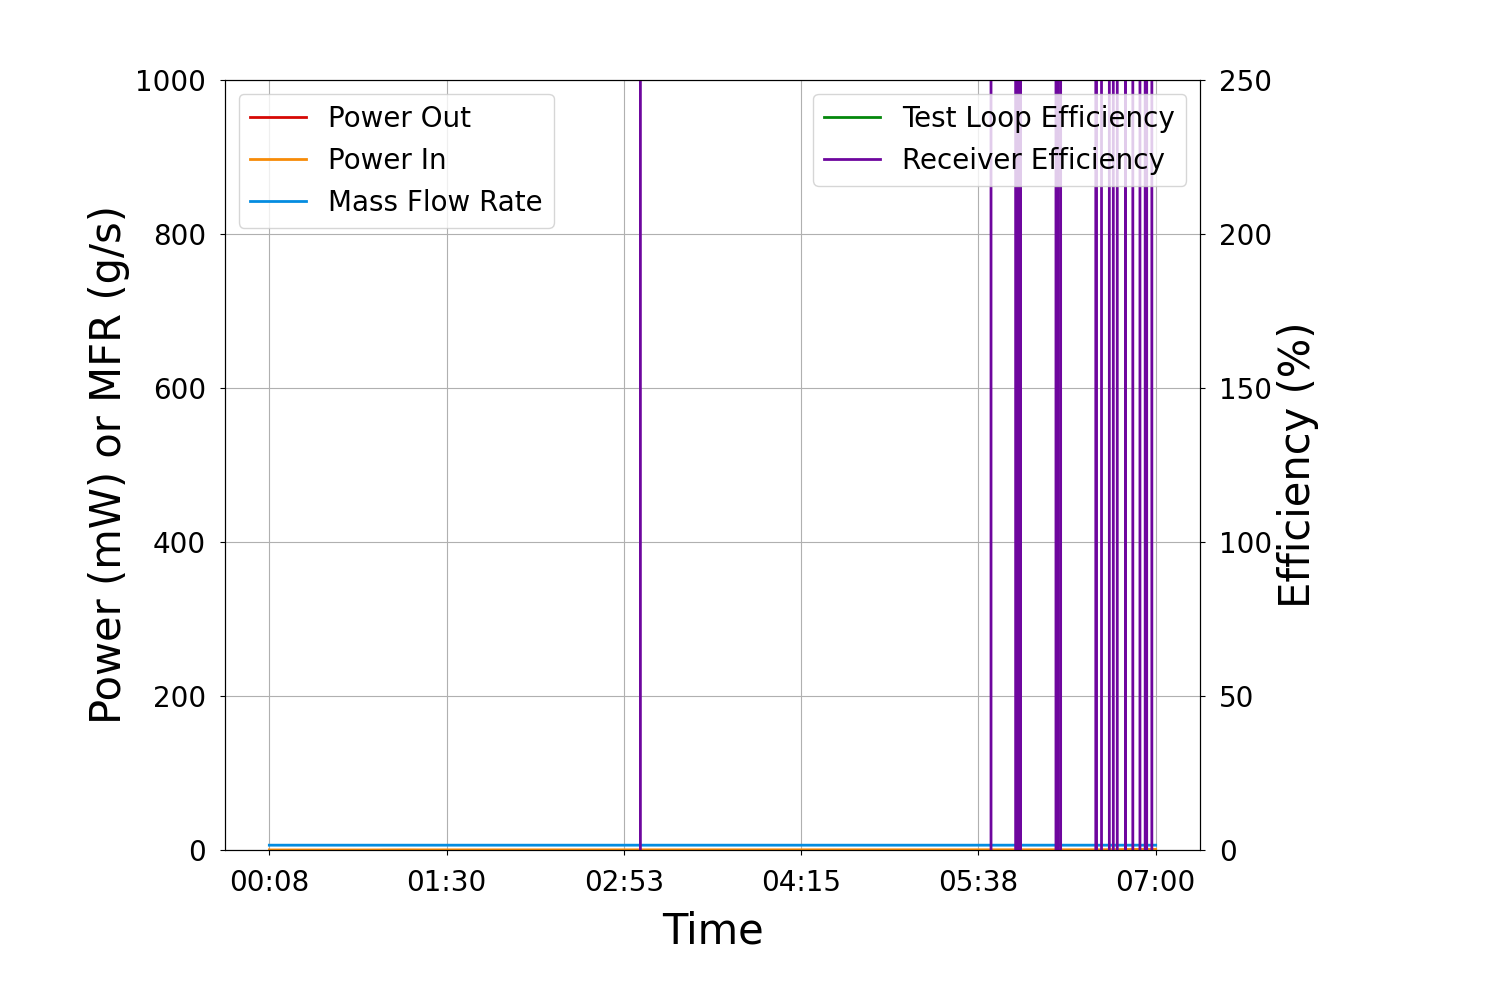 1000
800
600
400
200
0
Power (mW) or MFR (g/s)
Power Out
Power In
Mass Flow Rate
Test Loop Efficiency
Receiver Efficiency
250
200
150
100
50
0
Efficiency (%)
00:08 01:30 02:53 04:15 05:38 07:00
Time